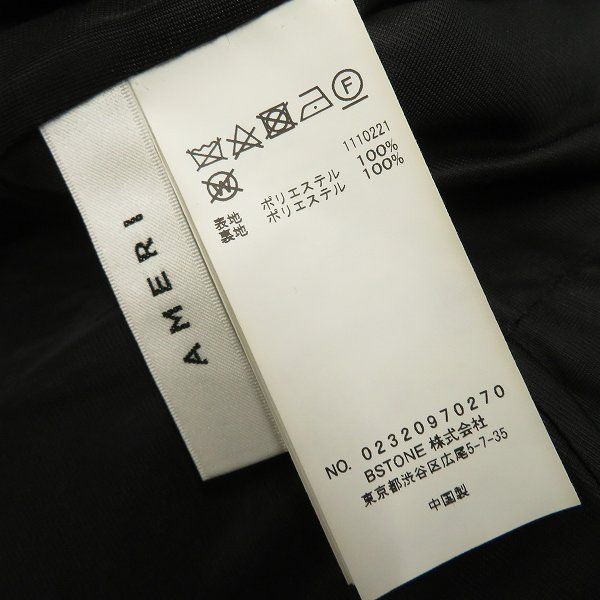 AMERI
1110221
表地 ポリエステル 100%
裏地 ポリエステル 100%
NO. 02320970270
BSTONE 株式会社
東京都渋谷区広尾5-7-35
中国製